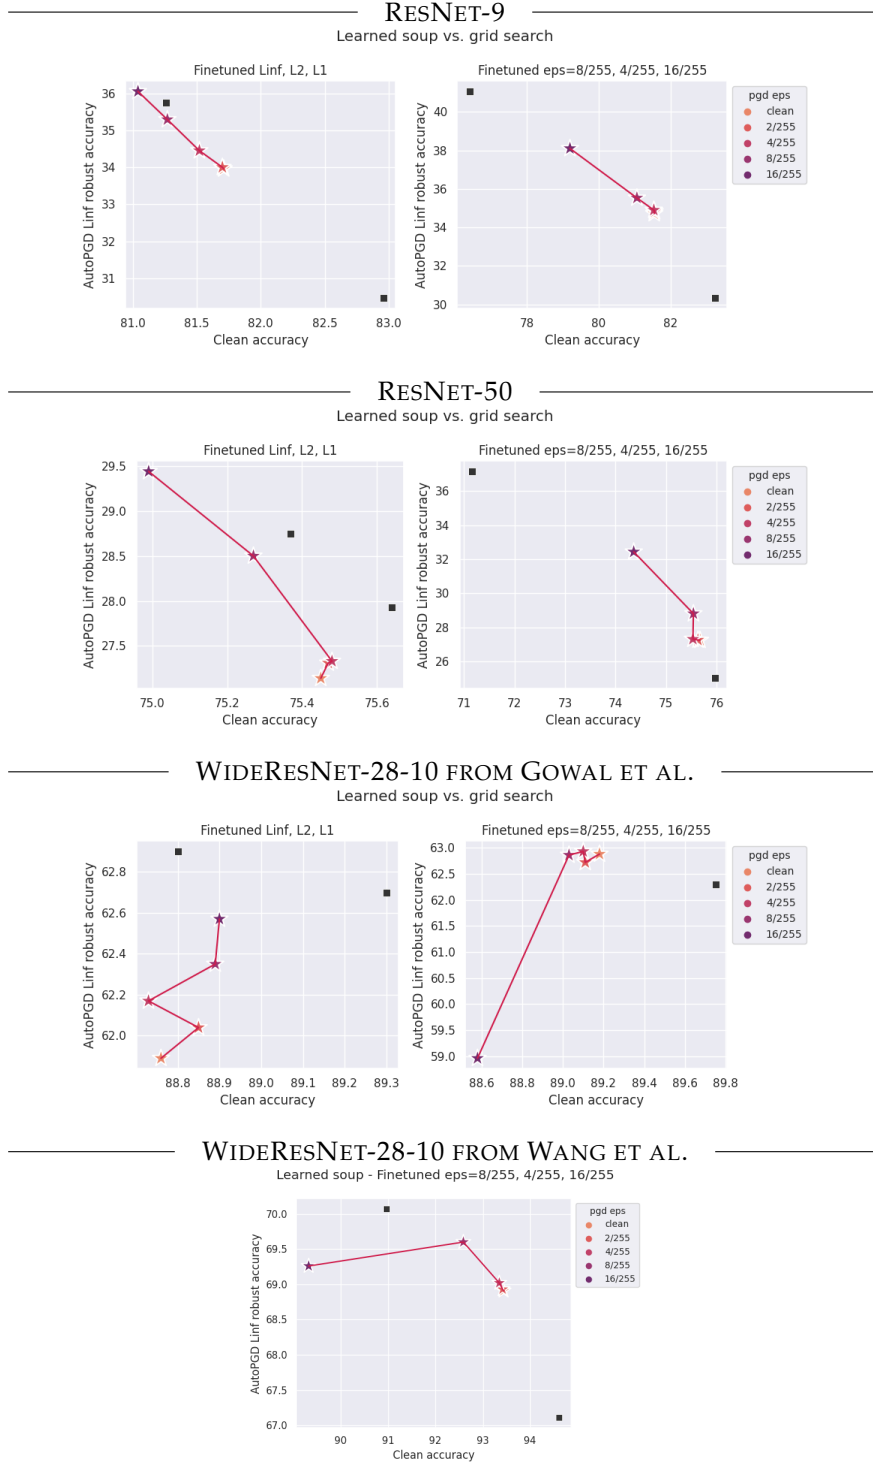 RESNET-9
Learned soup vs. grid search
Finetuned Linf, L2, L1
AutoPGD Linf robust accuracy
36
35
34
33
32
31
81.0 81.5 82.0 82.5 83.0
Clean accuracy
Finetuned eps=8/255, 4/255, 16/255
AutoPGD Linf robust accuracy
40
38
36
34
32
30
78 80 82
Clean accuracy
pgd eps
clean
2/255
4/255
8/255
16/255
RESNET-50
Learned soup vs. grid search
Finetuned Linf, L2, L1
AutoPGD Linf robust accuracy
29.5
29.0
28.5
28.0
27.5
75.0 75.2 75.4 75.6
Clean accuracy
Finetuned eps=8/255, 4/255, 16/255
AutoPGD Linf robust accuracy
36
34
32
30
28
26
71 72 73 74 75 76
Clean accuracy
pgd eps
clean
2/255
4/255
8/255
16/255
WIDERESNET-28-10 FROM GOWAL ET AL.
Learned soup vs. grid search
Finetuned Linf, L2, L1
AutoPGD Linf robust accuracy
62.8
62.6
62.4
62.2
62.0
88.8 88.9 89.0 89.1 89.2 89.3
Clean accuracy
Finetuned eps=8/255, 4/255, 16/255
AutoPGD Linf robust accuracy
63.0
62.5
62.0
61.5
61.0
60.5
60.0
59.5
59.0
88.6 88.8 89.0 89.2 89.4 89.6 89.8
Clean accuracy
pgd eps
clean
2/255
4/255
8/255
16/255
WIDERESNET-28-10 FROM WANG ET AL.
Learned soup - Finetuned eps=8/255, 4/255, 16/255
AutoPGD Linf robust accuracy
70.0
69.5
69.0
68.5
68.0
67.5
67.0
90 91 92 93 94
Clean accuracy
pgd eps
clean
2/255
4/255
8/255
16/255